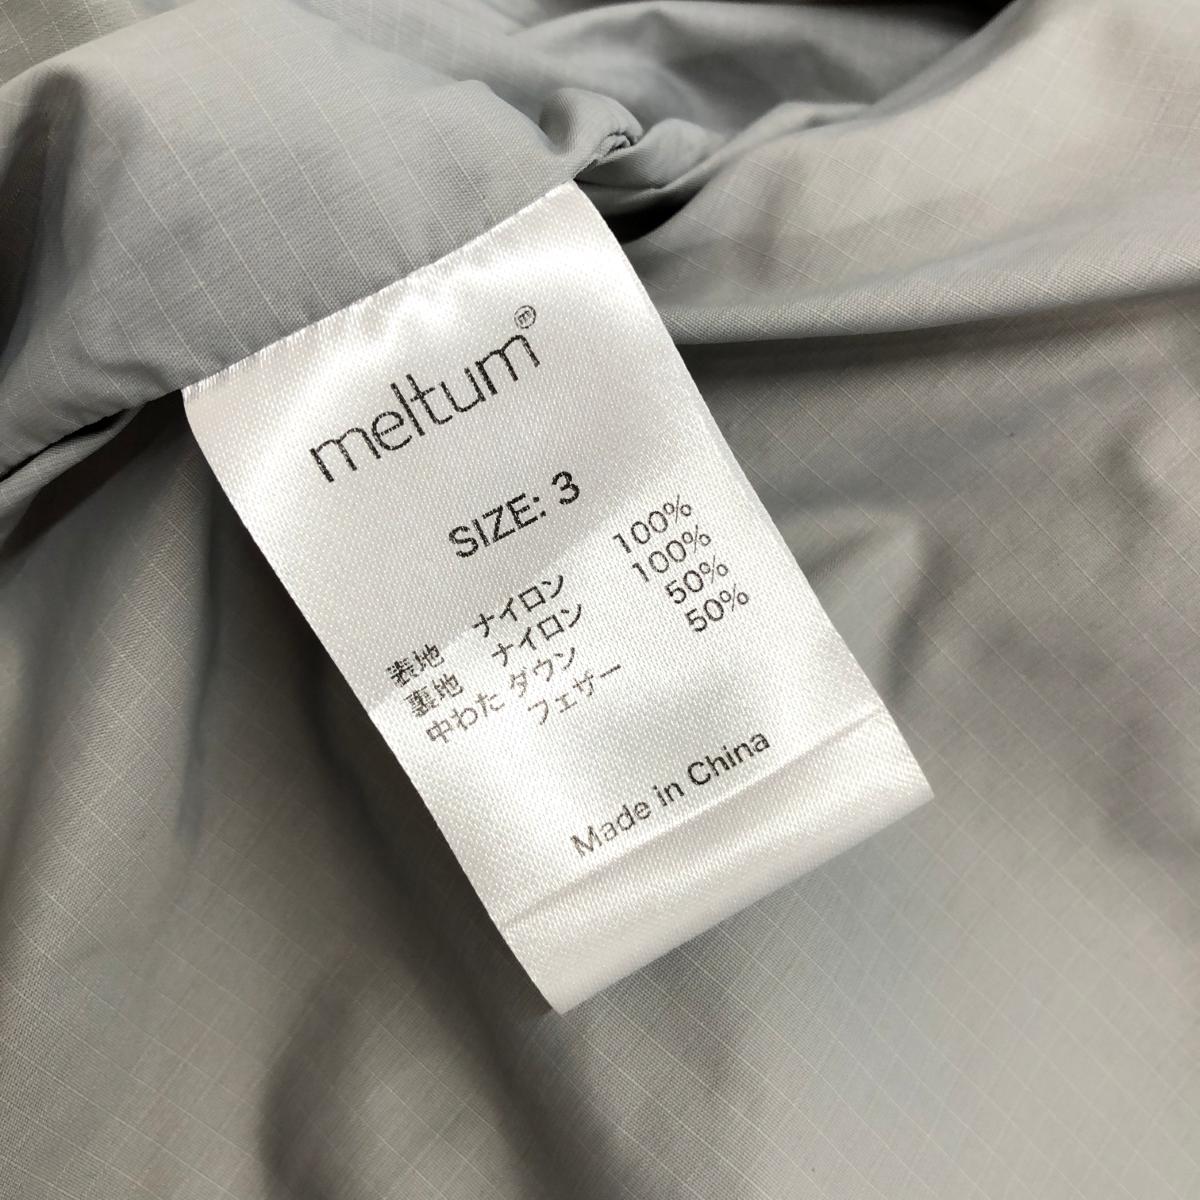 meltum ⓜ
SIZE: 3
表地 ナイロン 100%
裏地 ナイロン 100%
中わた ダウン 50%
フェザー 50%
Made in China